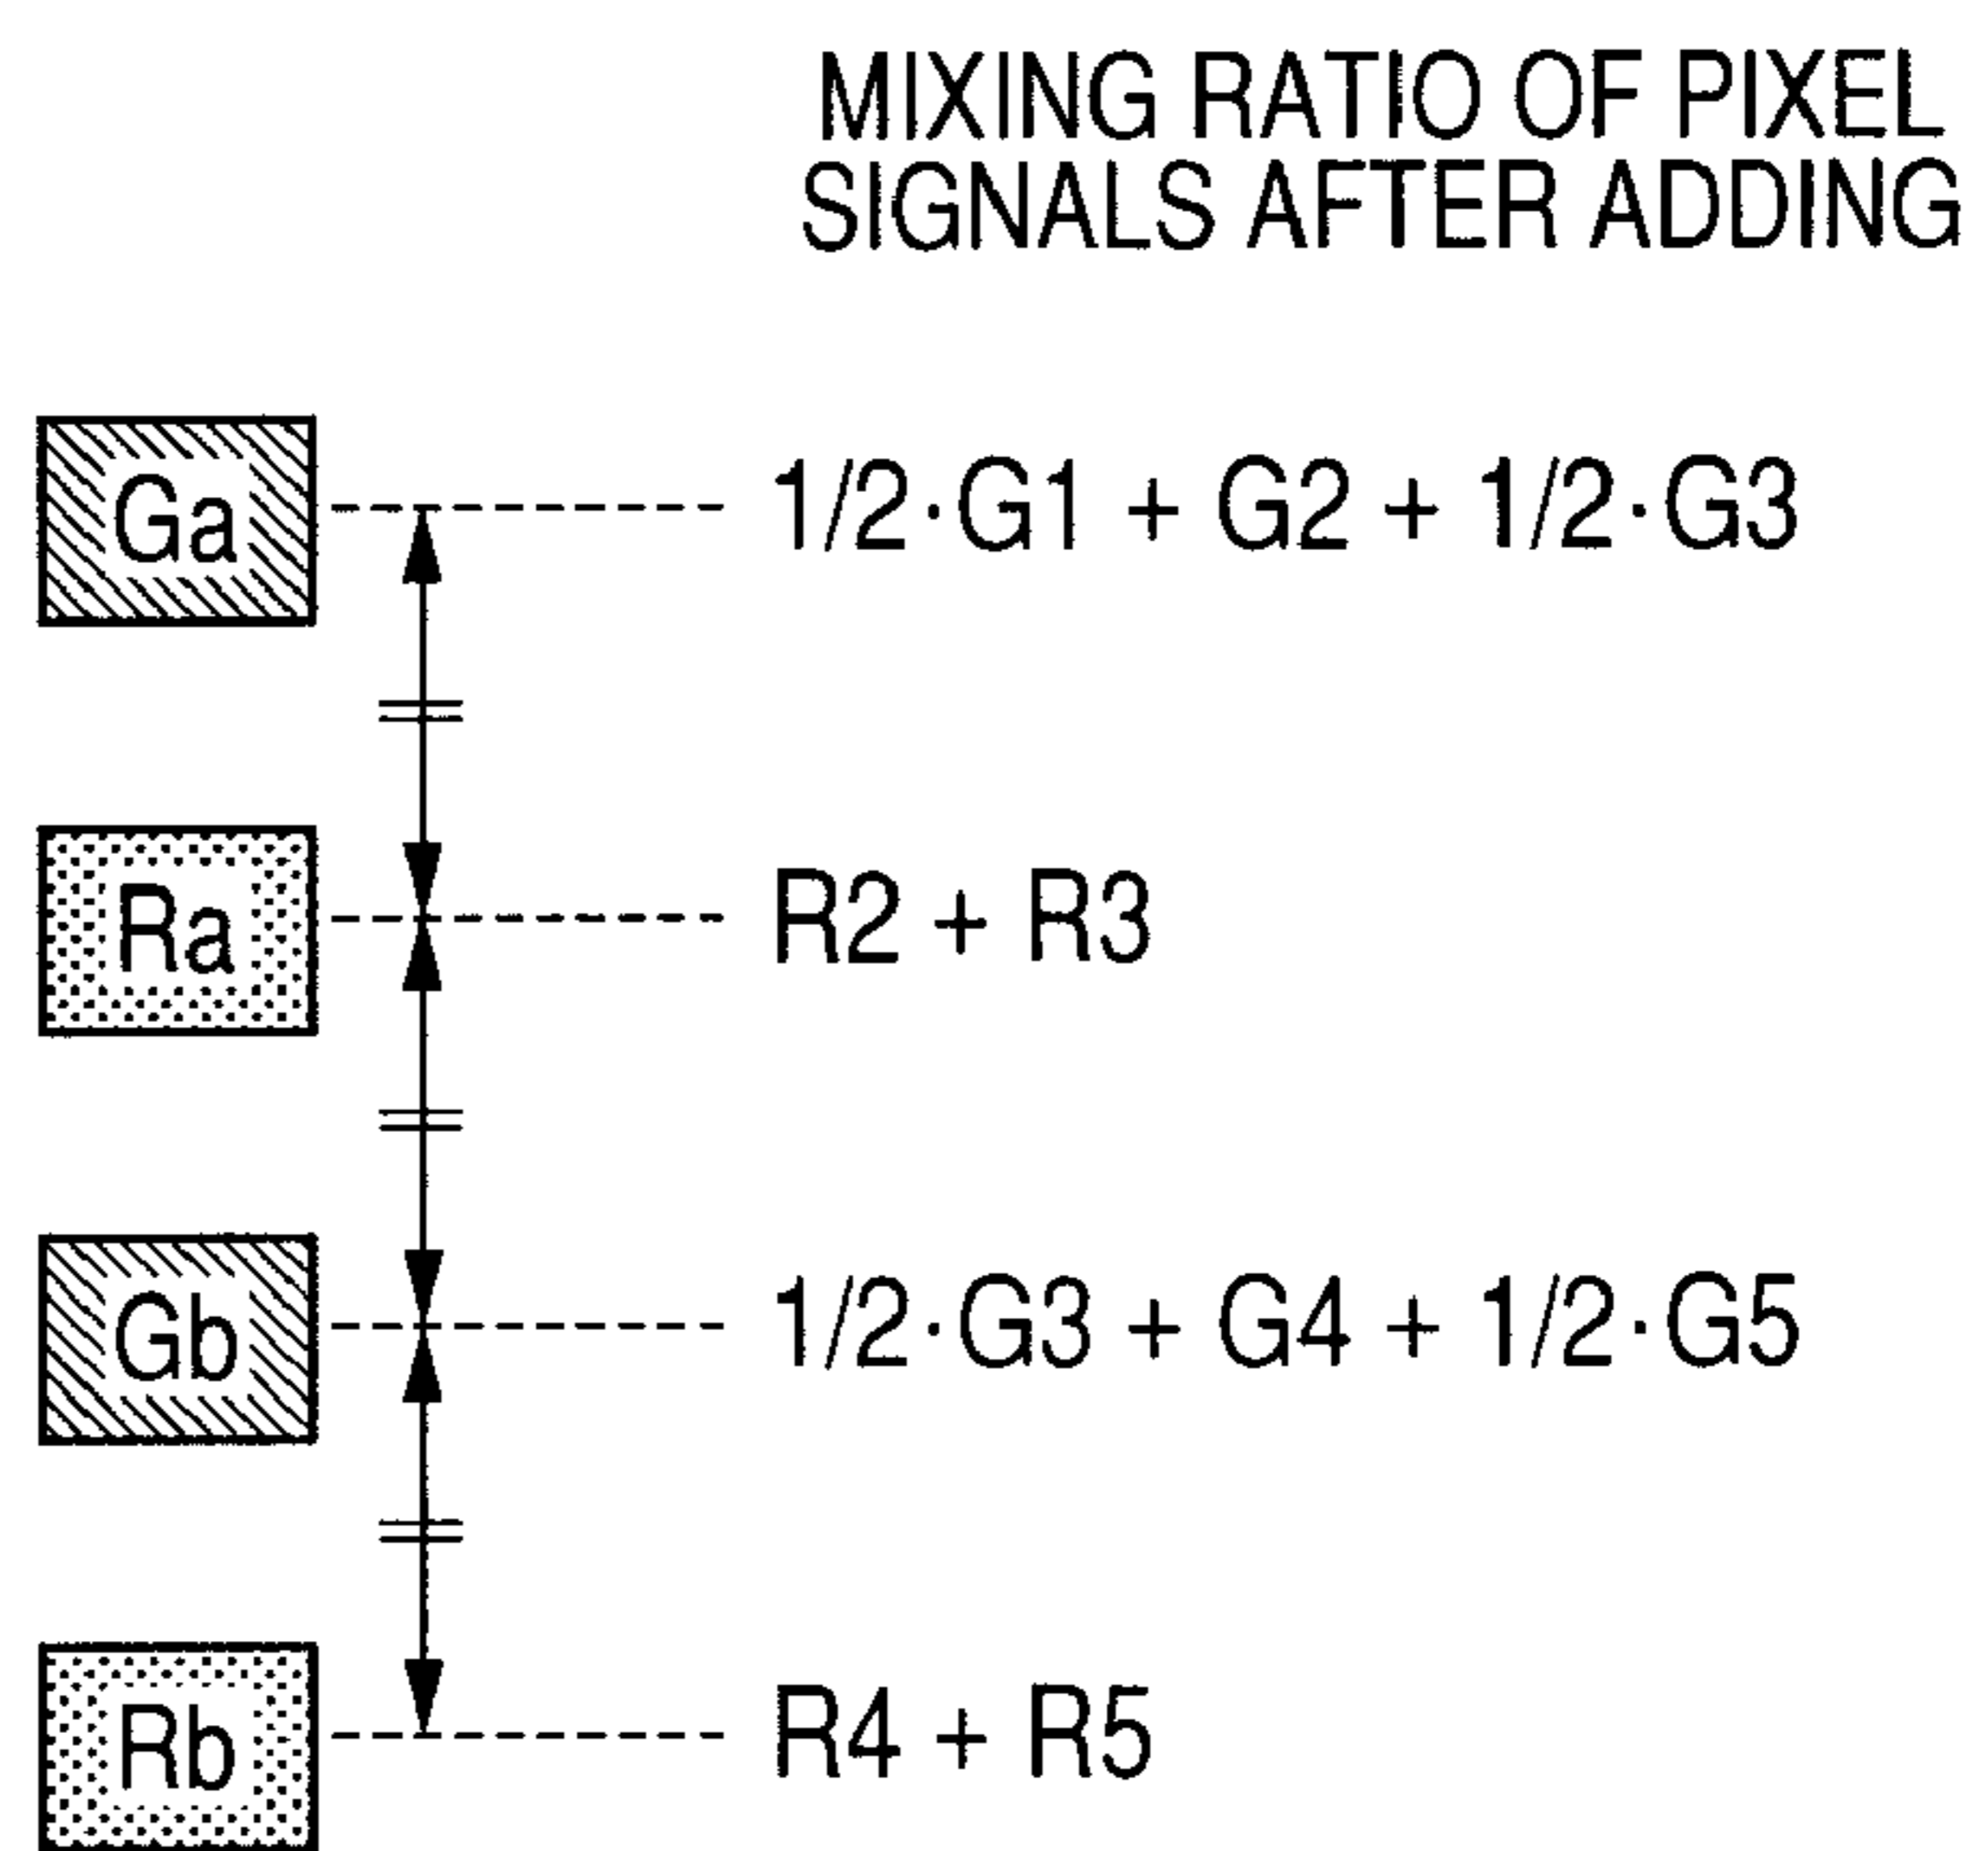 MIXING RATIO OF PIXEL
SIGNALS AFTER ADDING
Ga 1/2·G1 + G2 + 1/2·G3
Ra R2 + R3
Gb 1/2·G3 + G4 + 1/2·G5
Rb R4 + R5